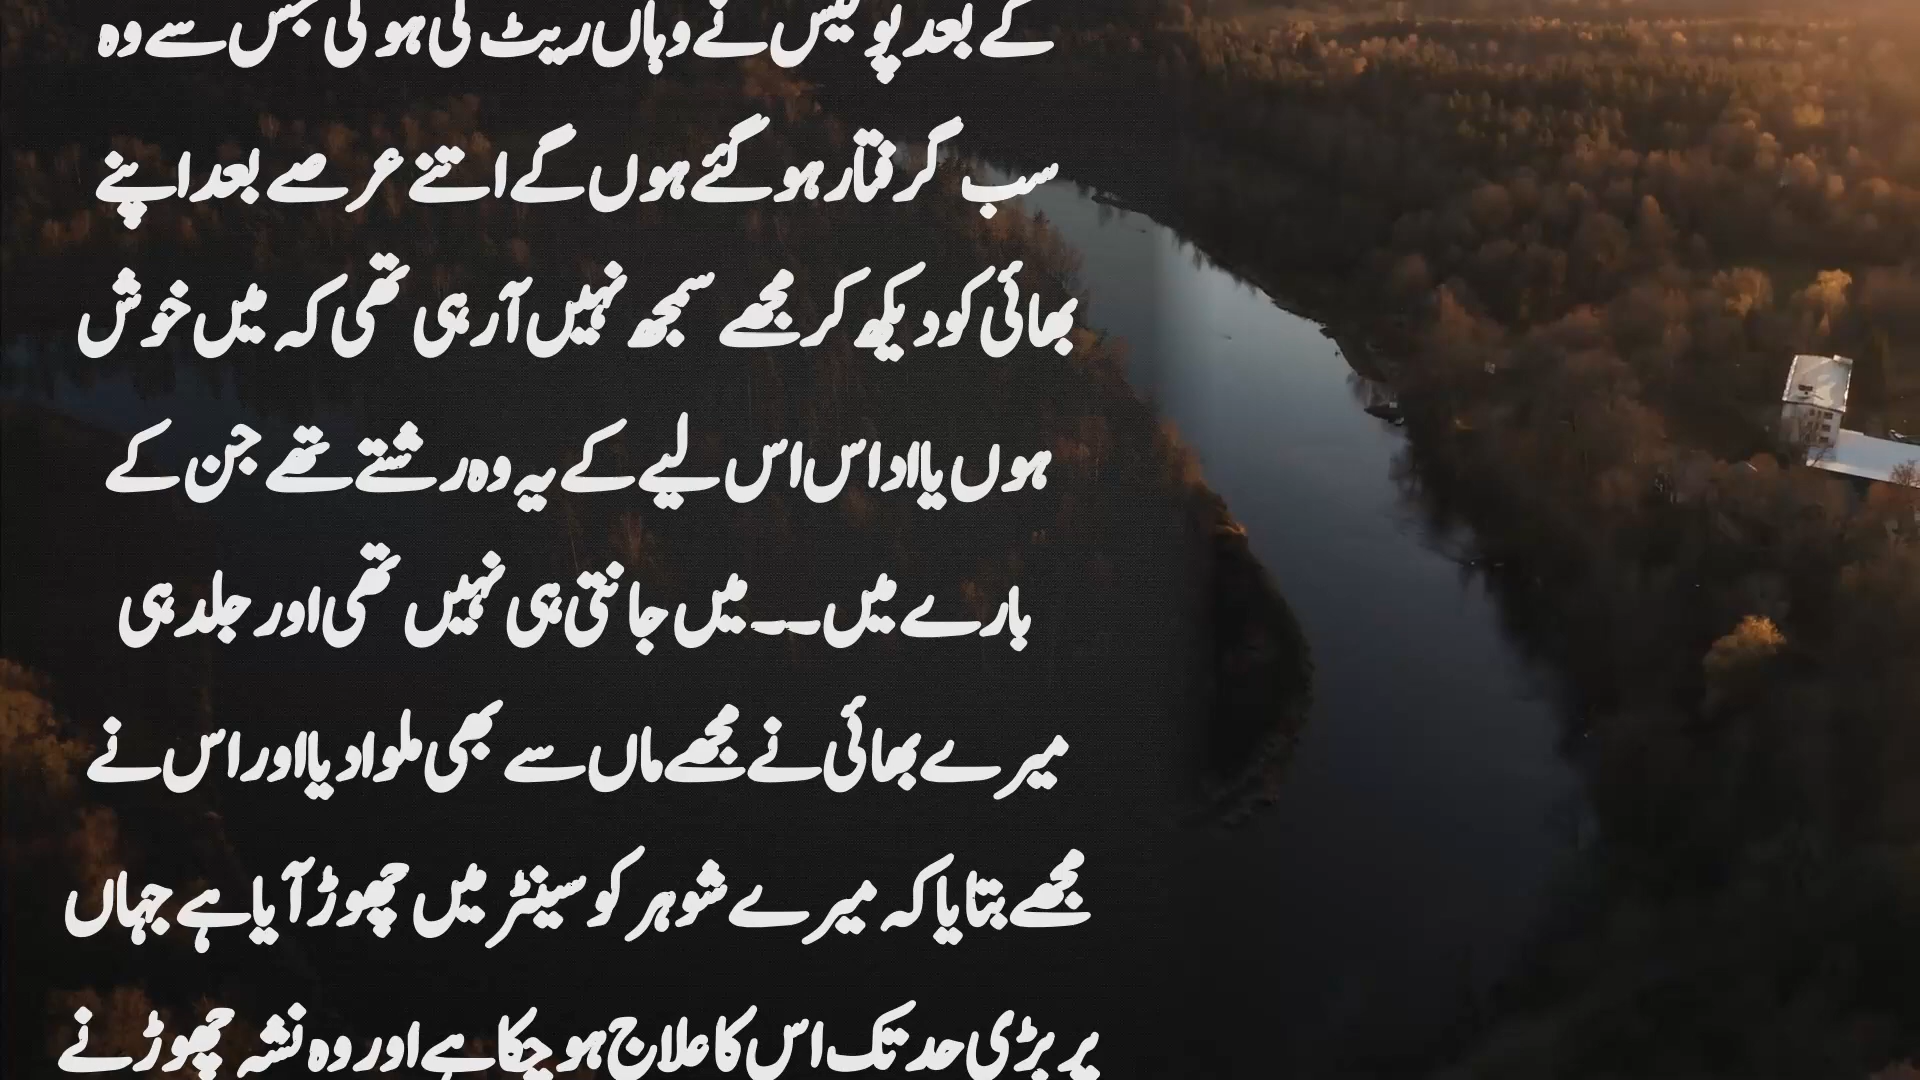 کے بعد پولیس نے وہاں ریٹ کی ہو گی جس سے وہ
سب گرفتار ہو گئے ہوں گے اتنے عرصے بعد اپنے
بھائی کو دیکھ کر مجھے سمجھ نہیں آرہی تھی کہ میں خوش
ہوں یا اداس اس لیے کے یہ وہ رشتے تھے جن کے
بارے میں۔۔ میں جانتی ہی نہیں تھی اور جلد ہی
میرے بھائی نے مجھے ماں سے بھی ملوا دیا اور اس نے
مجھے بتایا کہ میرے شوہر کو سینٹر میں چھوڑ آیا ہے جہاں
پر بڑی حد تک اس کا علاج ہو چکا ہے اور وہ نشہ چھوڑنے